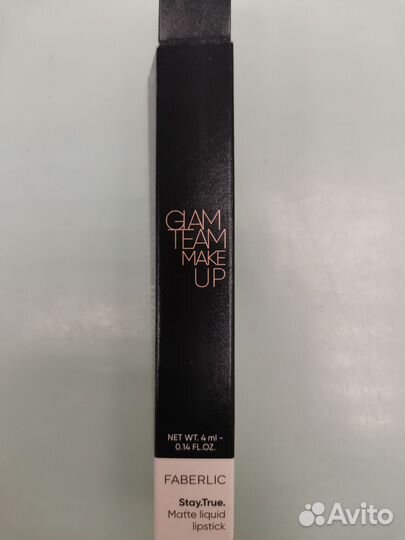 GLAM
TEAM
MAKE
UP
NET WT. 4 ml -
0.14 FL.OZ.
FABERLIC
Stay.True.
Matte liquid
lipstick
Avito